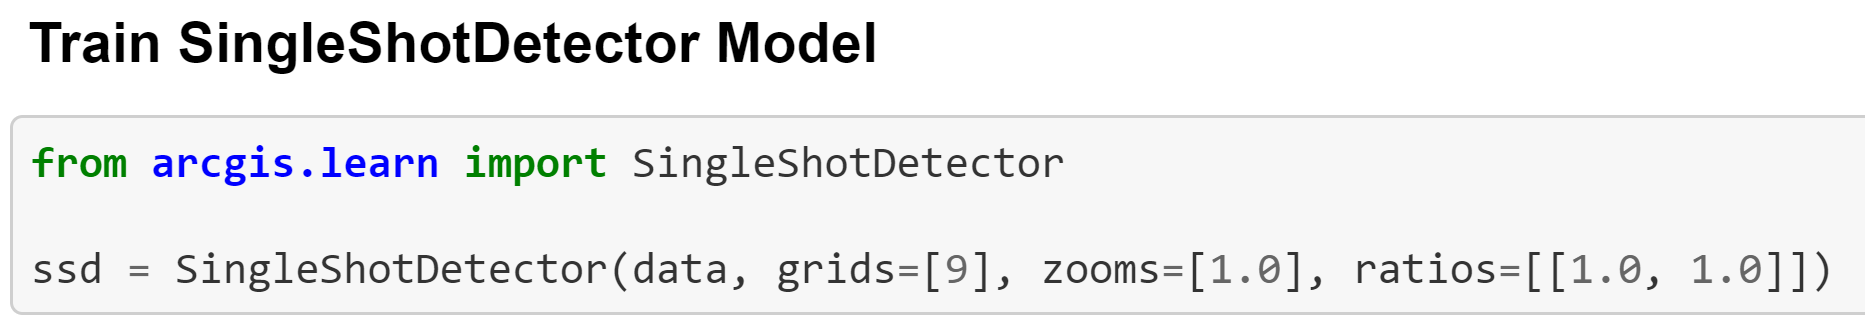 Train SingleShotDetector Model
from arcgis.learn import SingleShotDetector
ssd = SingleShotDetector(data, grids=[9], zooms=[1.0], ratios=[[1.0, 1.0]])